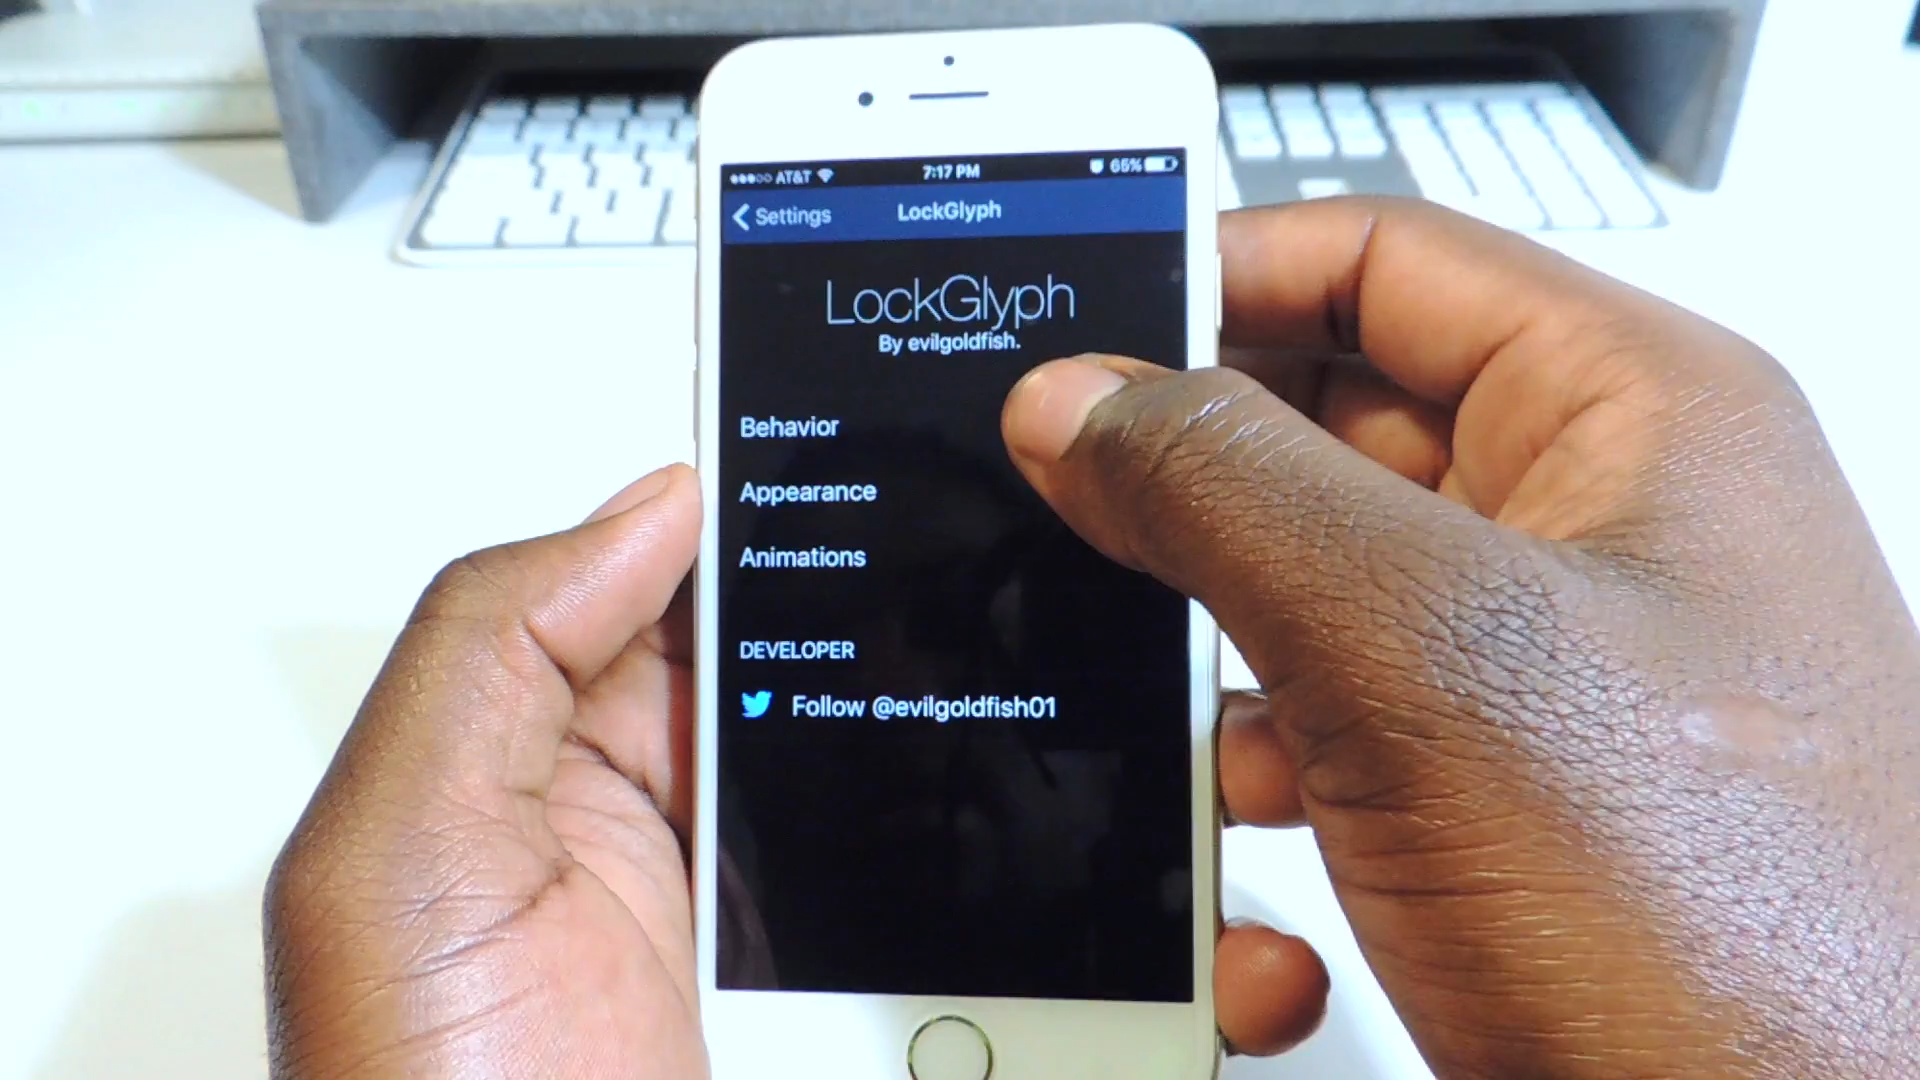 AT&T 7:17 PM 65%
Settings LockGlyph
LockGlyph
By evilgoldfish.
Behavior
Appearance
Animations
DEVELOPER
Follow @evilgoldfish01